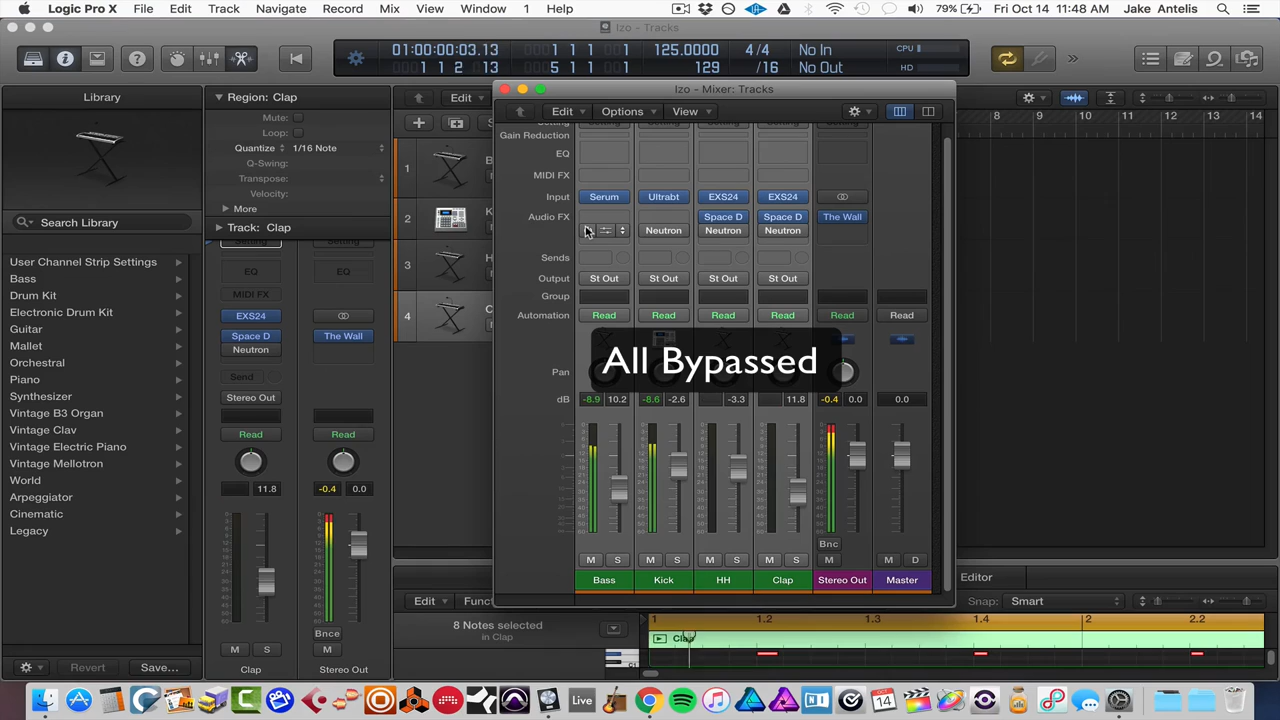 Logic Pro X File Edit Track Navigate Record Mix View Window 1 Help 79% Fri Oct 14 11:48 AM Jake Antelis
Izo - Tracks
01:00:00:03.13 1 1 1 1 125.0000 4/4 No In CPU
1 1 2 13 5 1 1 1 129 /16 No Out HD
Library
Region: Clap
Edit
Izo - Mixer: Tracks
Edit Options View
Mute:
Loop:
Quantize 1/16 Note
Q-Swing:
Transpose:
Velocity:
More
Track: Clap
Search Library
User Channel Strip Settings
Bass
Drum Kit
Electronic Drum Kit
Guitar
Mallet
Orchestral
Piano
Synthesizer
Vintage B3 Organ
Vintage Clav
Vintage Electric Piano
Vintage Mellotron
World
Arpeggiator
Cinematic
Legacy
Revert Save...
EQ
MIDI FX
EXS24
Space D The Wall
Neutron
Send
Stereo Out
Read Read
11.8 -0.4 0.0
Bnce
M S M
Clap Stereo Out
1
2
3
4
8 9 10 11 12 13 14
Gain Reduction
EQ
MIDI FX
Input Serum Ultrabt EXS24 EXS24
Audio FX Space D Space D The Wall
Neutron Neutron Neutron
Sends
Output St Out St Out St Out St Out
Group
Automation Read Read Read Read Read Read
All Bypassed
Pan
dB -8.9 10.2 -8.6 -2.6 -3.3 11.8 -0.4 0.0 0.0
Bnc
M S M S M S M S M M D
Bass Kick HH Clap Stereo Out Master
Editor
Edit Snap: Smart
8 Notes selected
in Clap
1 1.2 1.3 1.4 2 2.2
Live